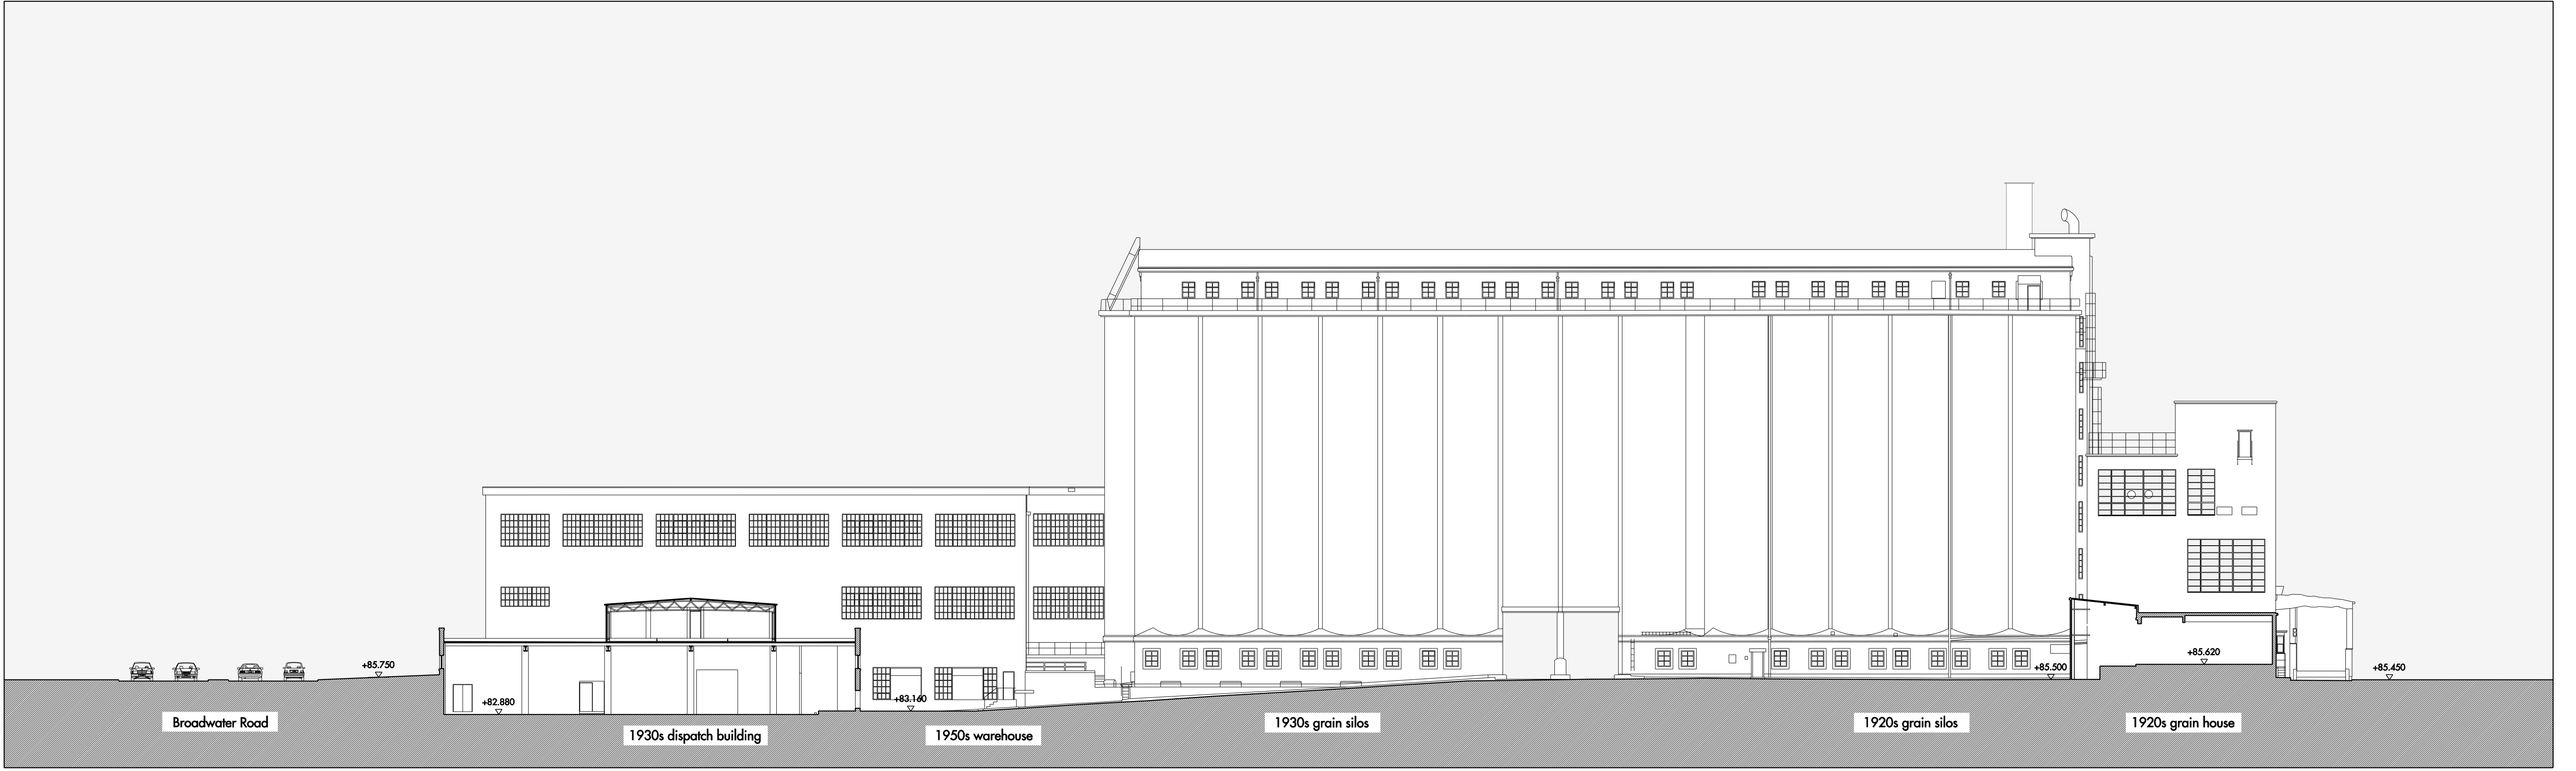 +85.750
+82.880
+83.160
+85.500
+85.620
+85.450
Broadwater Road
1930s dispatch building
1950s warehouse
1930s grain silos
1920s grain silos
1920s grain house